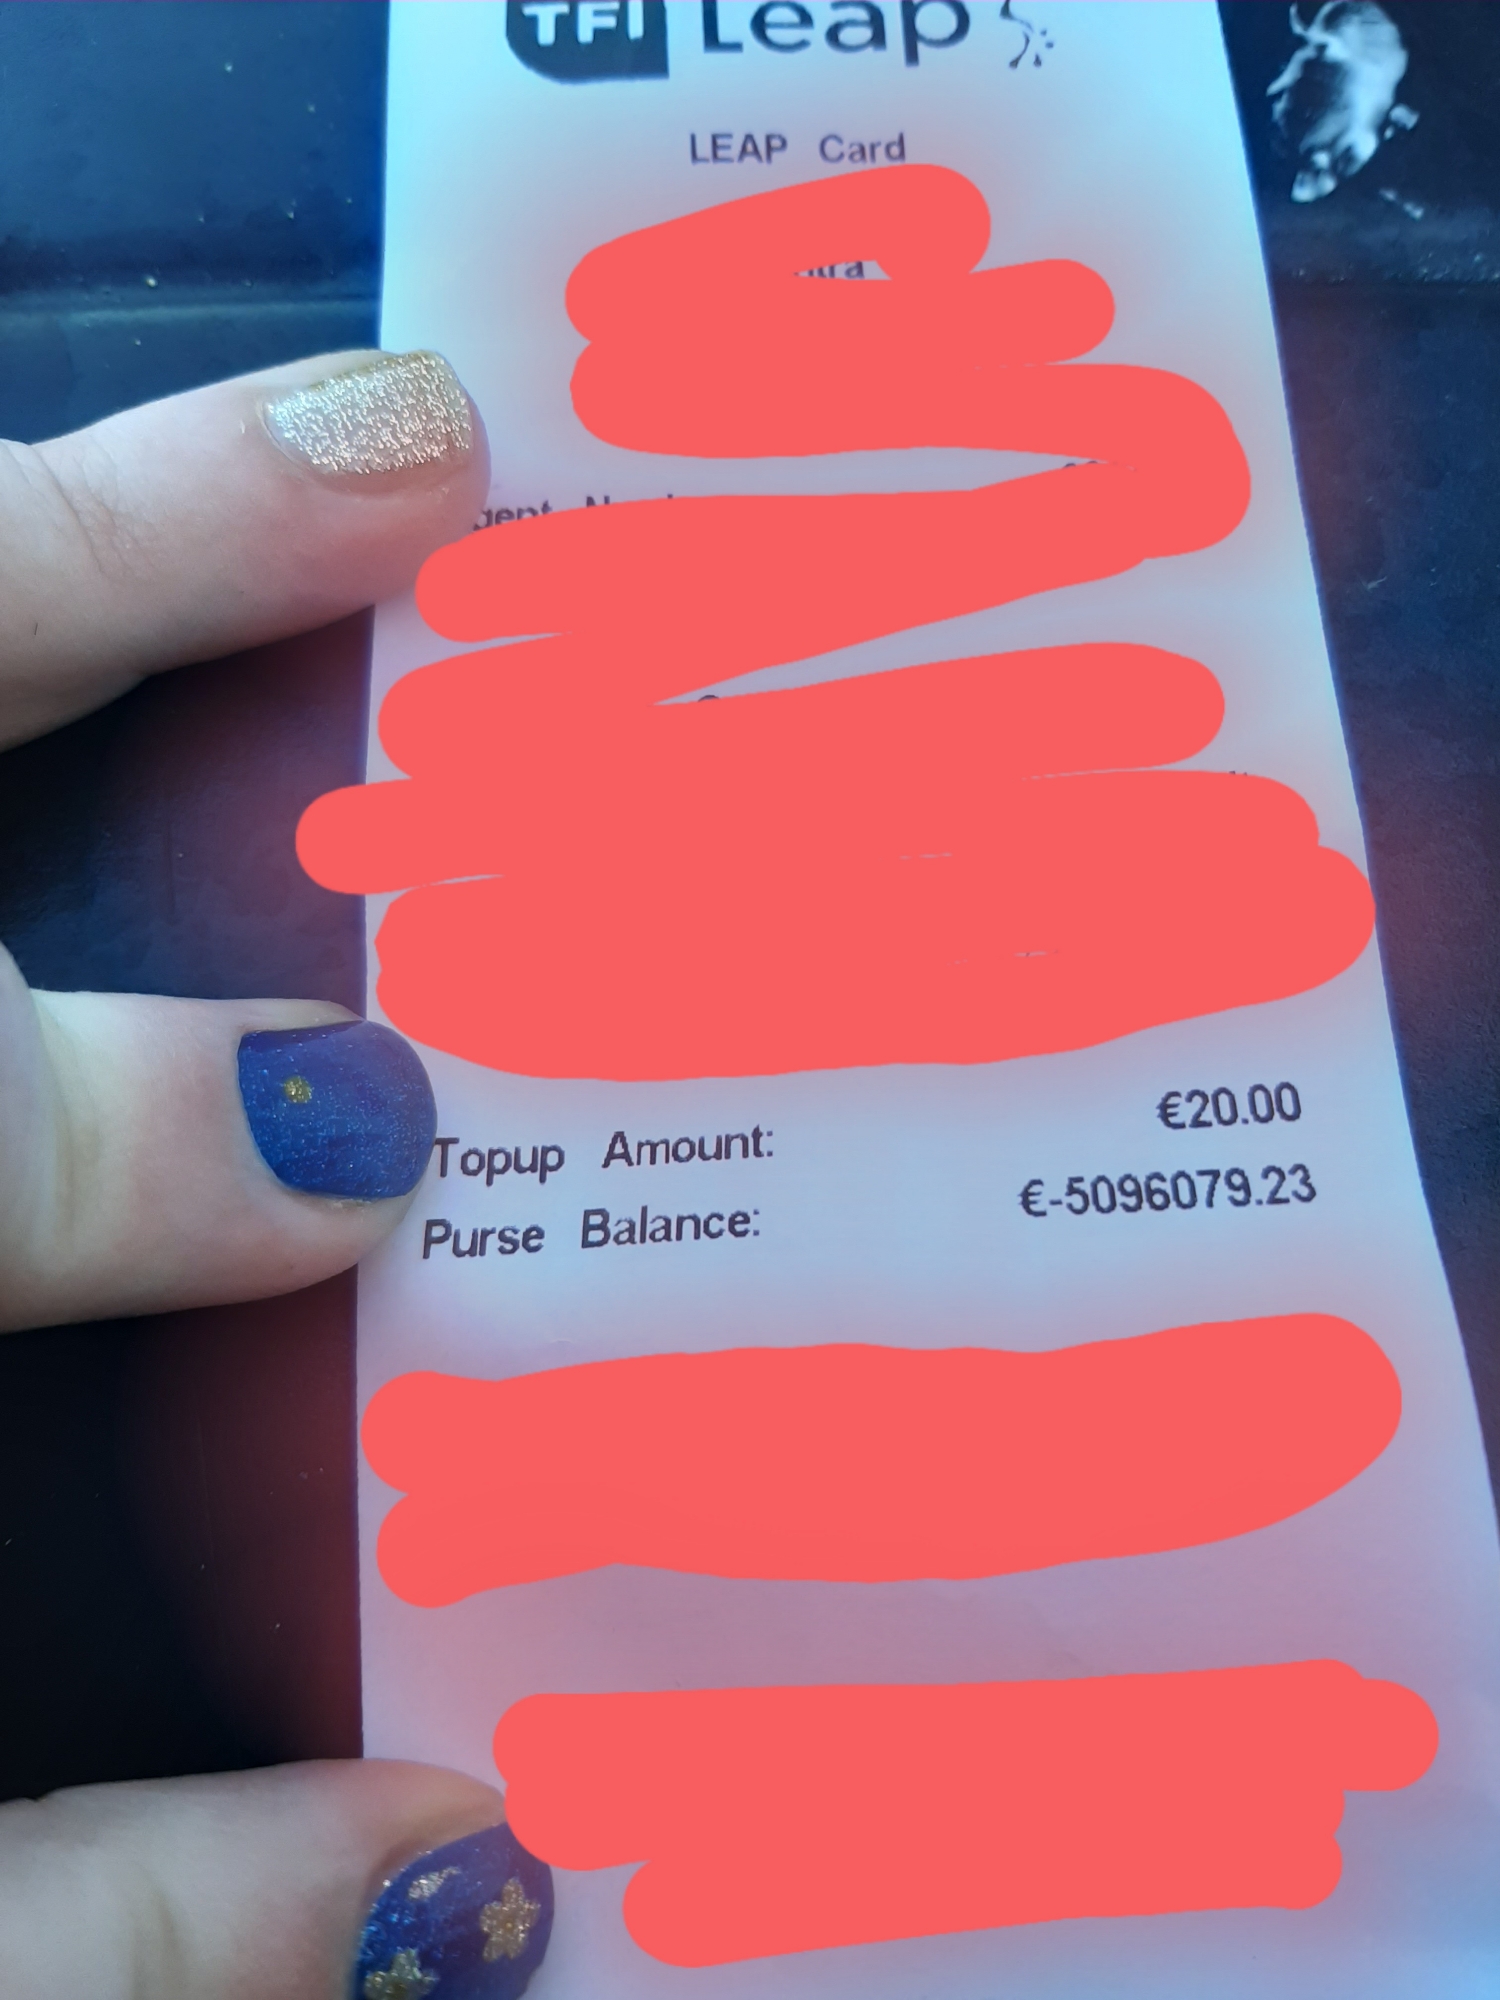 TFI Leap
LEAP Card
Topup Amount: €20.00
Purse Balance: €-5096079.23